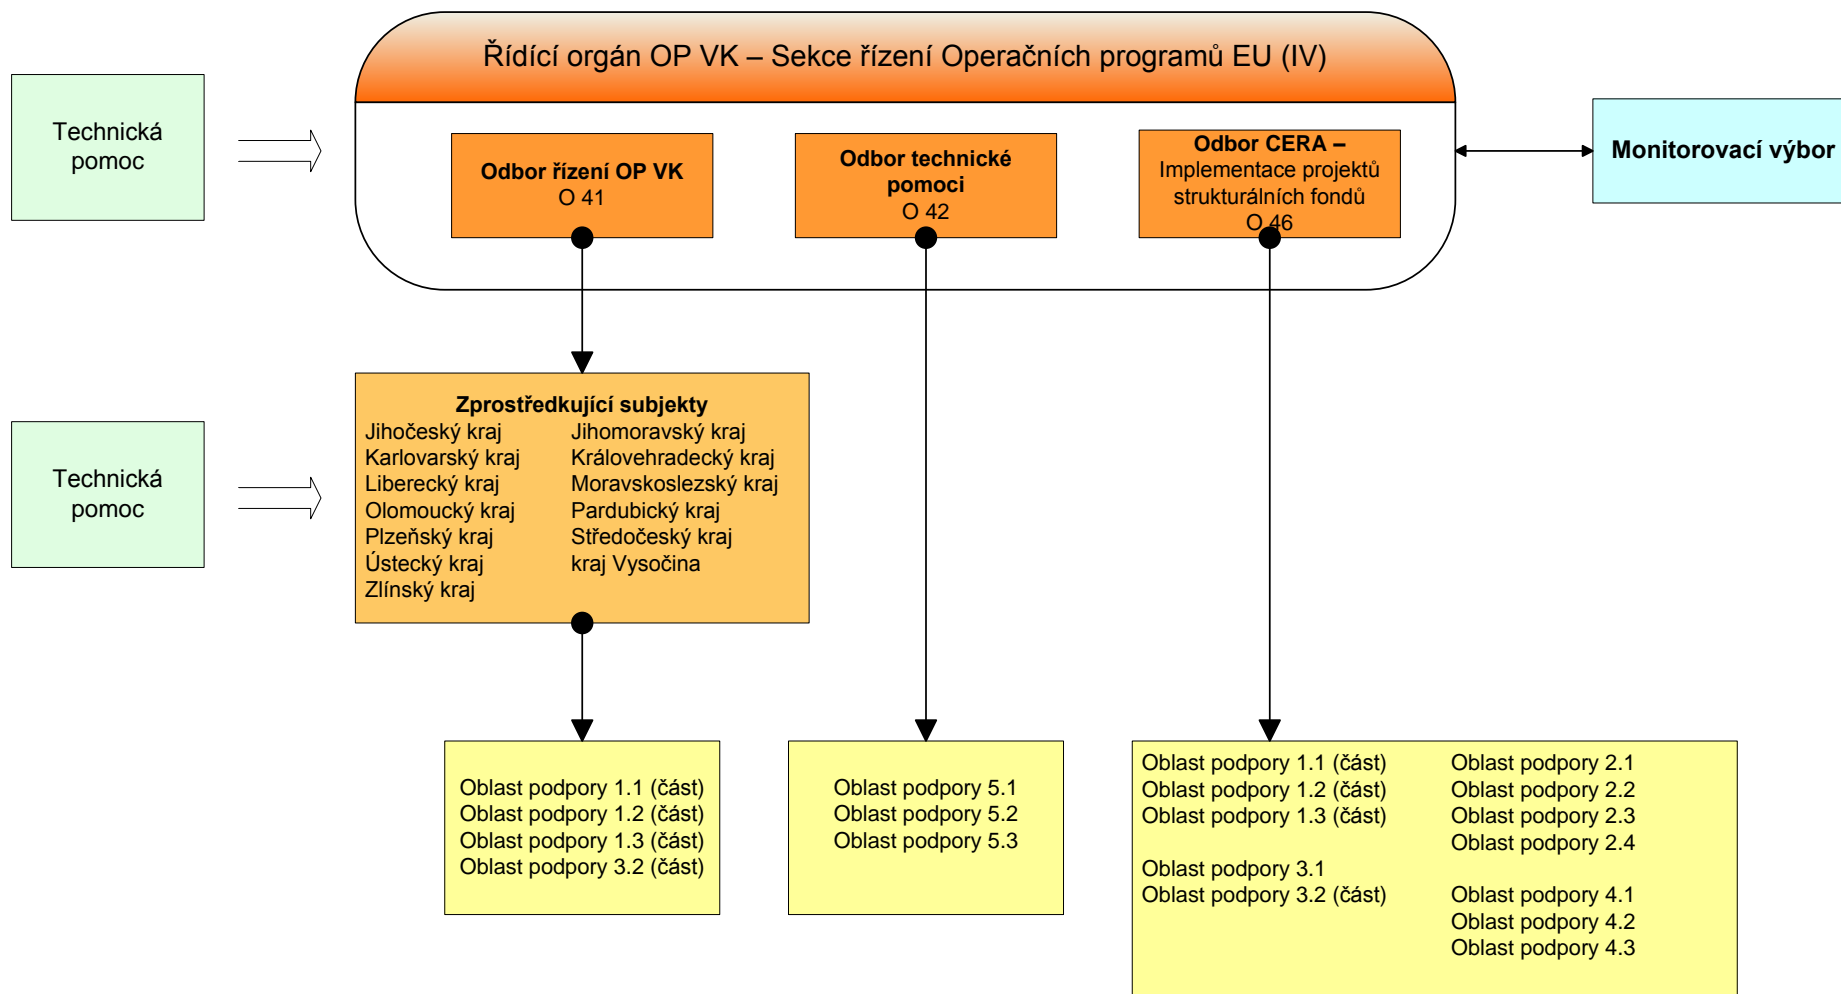 Řídící orgán OP VK – Sekce řízení Operačních programů EU (IV)
Technická
pomoc
Odbor řízení OP VK
O 41
Odbor technické
pomoci
O 42
Odbor CERA –
Implementace projektů
strukturálních fondů
O 46
Monitorovací výbor
Technická
pomoc
Zprostředkující subjekty
Jihočeský kraj
Karlovarský kraj
Liberecký kraj
Olomoucký kraj
Plzeňský kraj
Ústecký kraj
Zlínský kraj
Jihomoravský kraj
Královehradecký kraj
Moravskoslezský kraj
Pardubický kraj
Středočeský kraj
kraj Vysočina
Oblast podpory 1.1 (část)
Oblast podpory 1.2 (část)
Oblast podpory 1.3 (část)
Oblast podpory 3.2 (část)
Oblast podpory 5.1
Oblast podpory 5.2
Oblast podpory 5.3
Oblast podpory 1.1 (část)
Oblast podpory 1.2 (část)
Oblast podpory 1.3 (část)
Oblast podpory 3.1
Oblast podpory 3.2 (část)
Oblast podpory 2.1
Oblast podpory 2.2
Oblast podpory 2.3
Oblast podpory 2.4
Oblast podpory 4.1
Oblast podpory 4.2
Oblast podpory 4.3